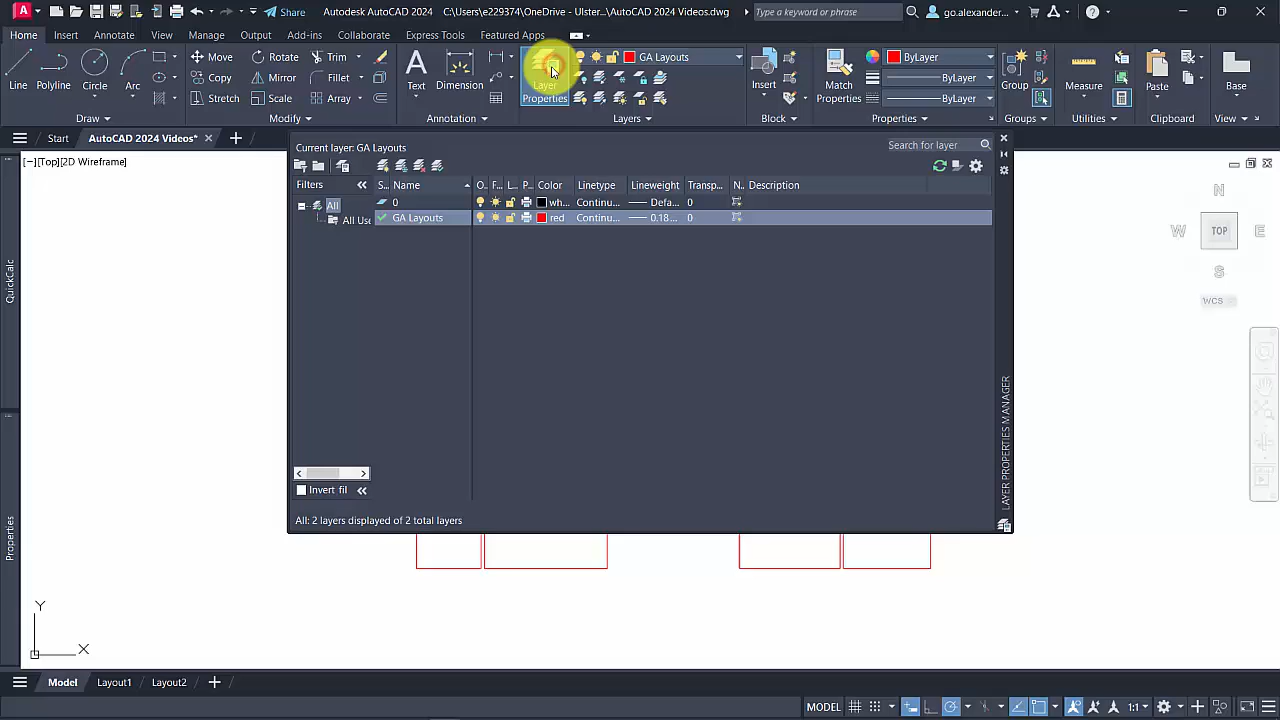 Share
Autodesk AutoCAD 2024 C:\Users\e229374\OneDrive - Ulster...\AutoCAD 2024 Videos.dwg
Type a keyword or phrase
go.alexander...
Home Insert Annotate View Manage Output Add-ins Collaborate Express Tools Featured Apps
Line Polyline Circle Arc
Move Rotate Trim
Copy Mirror Fillet
Stretch Scale Array
Text Dimension
Layer
Properties
GA Layouts
Insert
Match
Properties
ByLayer
ByLayer
ByLayer
Group Measure Paste Base
Draw Modify Annotation Layers Block Properties Groups Utilities Clipboard View
Start AutoCAD 2024 Videos*
[−][Top][2D Wireframe]
Current layer: GA Layouts
Search for layer
Filters S.. Name O.. F... L... P... Color Linetype Lineweight Transp... N.. Description
All 0 wh... Continu... Defa... 0
All Use GA Layouts red Continu... 0.18... 0
Invert fil
All: 2 layers displayed of 2 total layers
LAYER PROPERTIES MANAGER
QuickCalc
Properties
N
W TOP E
S
WCS
Y
X
Model Layout1 Layout2
MODEL 1:1